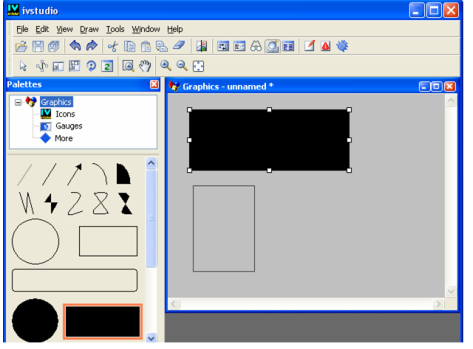 ivstudio
File Edit View Draw Tools Window Help
Palettes
Graphics
Icons
Gauges
More
Graphics - unnamed *